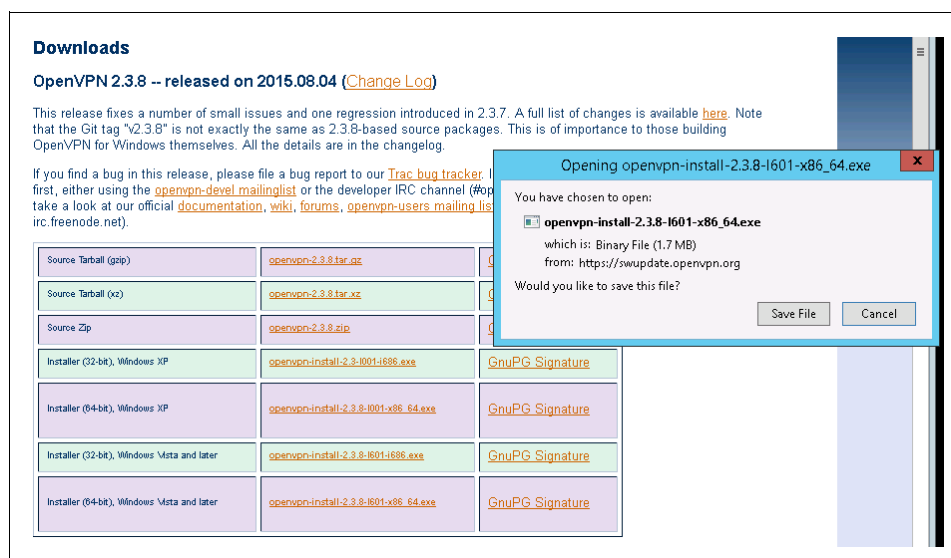 Downloads
OpenVPN 2.3.8 -- released on 2015.08.04 (Change Log)
This release fixes a number of small issues and one regression introduced in 2.3.7. A full list of changes is available here. Note
that the Git tag "v2.3.8" is not exactly the same as 2.3.8-based source packages. This is of importance to those building
OpenVPN for Windows themselves. All the details are in the changelog.
If you find a bug in this release, please file a bug report to our Trac bug tracker.
first, either using the openvpn-devel mailinglist or the developer IRC channel
take a look at our official documentation, wiki, forums, openvpn-users mailing
irc.freenode.net).
Source Tarball (gzip) openvpn-2.3.8.tar.gz
Source Tarball (xz) openvpn-2.3.8.tar.xz
Source Zip openvpn-2.3.8.zip
Installer (32-bit), Windows XP openvpn-install-2.3-I001-i686.exe GnuPG Signature
Installer (64-bit), Windows XP openvpn-install-2.3.8-I001-x86_64.exe GnuPG Signature
Installer (32-bit), Windows Vista and later openvpn-install-2.3.8-I601-i686.exe GnuPG Signature
Installer (64-bit), Windows Vista and later openvpn-install-2.3.8-I601-x86_64.exe GnuPG Signature
Opening openvpn-install-2.3.8-I601-x86_64.exe
x
You have chosen to open:
openvpn-install-2.3.8-I601-x86_64.exe
which is: Binary File (1.7 MB)
from: https://swupdate.openvpn.org
Would you like to save this file?
Save File Cancel